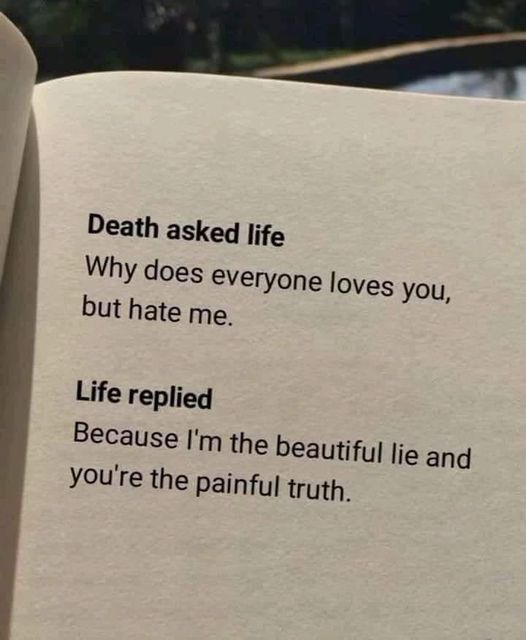 Death asked life
Why does everyone loves you,
but hate me.
Life replied
Because I'm the beautiful lie and
you're the painful truth.